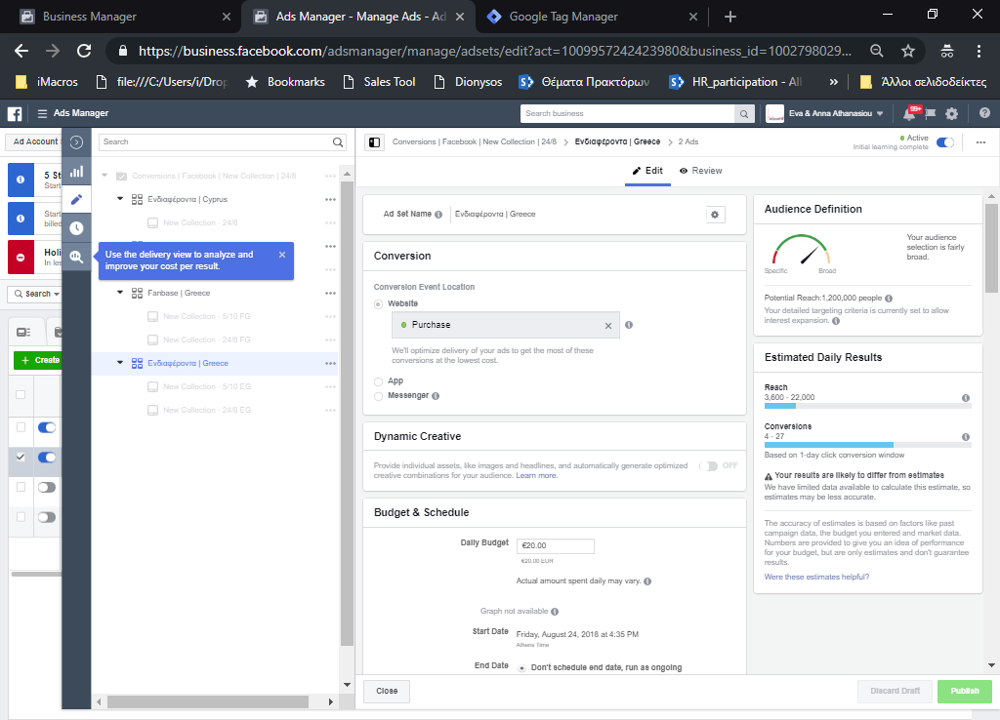 Business Manager
Ads Manager - Manage Ads - Ad
Google Tag Manager
https://business.facebook.com/adsmanager/manage/adsets/edit?act=1009957242423980&business_id=1002798029...
iMacros
file:///C:/Users/i/Drop
Bookmarks
Sales Tool
Dionysos
Θέματα Πρακτόρων
HR_participation - All
»
Άλλοι σελιδοδείκτες
Ads Manager
Search business
Eva & Anna Athanasiou
99+
Ad Account
Search
Conversions | Facebook | New Collection | 24/8
Ενδιαφέροντα | Greece
2 Ads
Active
Initial learning complete
Edit
Review
5 St
Start
Start
billed
Holi
In les
Search
Create
Conversions | Facebook | New Collection | 24/8
Ενδιαφέροντα | Cyprus
New Collection - 24/8
Use the delivery view to analyze and
improve your cost per result.
Fanbase | Greece
New Collection - 5/10 FG
New Collection - 24/8 FG
Ενδιαφέροντα | Greece
New Collection - 5/10 EG
New Collection - 24/8 EG
Ad Set Name
Ενδιαφέροντα | Greece
Conversion
Conversion Event Location
Website
Purchase
We'll optimize delivery of your ads to get the most of these
conversions at the lowest cost.
App
Messenger
Dynamic Creative
Provide individual assets, like images and headlines, and automatically generate optimized
creative combinations for your audience. Learn more.
OFF
Budget & Schedule
Daily Budget
€20.00
€20.00 EUR
Actual amount spent daily may vary.
Graph not available
Start Date
Friday, August 24, 2018 at 4:35 PM
Athens Time
End Date
Don't schedule end date, run as ongoing
Close
Discard Draft
Publish
Audience Definition
Your audience
selection is fairly
broad.
Specific
Broad
Potential Reach:1,200,000 people
Your detailed targeting criteria is currently set to allow
interest expansion.
Estimated Daily Results
Reach
3,600 - 22,000
Conversions
4 - 27
Based on 1-day click conversion window
Your results are likely to differ from estimates
We have limited data available to calculate this estimate, so
estimates may be less accurate.
The accuracy of estimates is based on factors like past
campaign data, the budget you entered and market data.
Numbers are provided to give you an idea of performance
for your budget, but are only estimates and don't guarantee
results.
Were these estimates helpful?